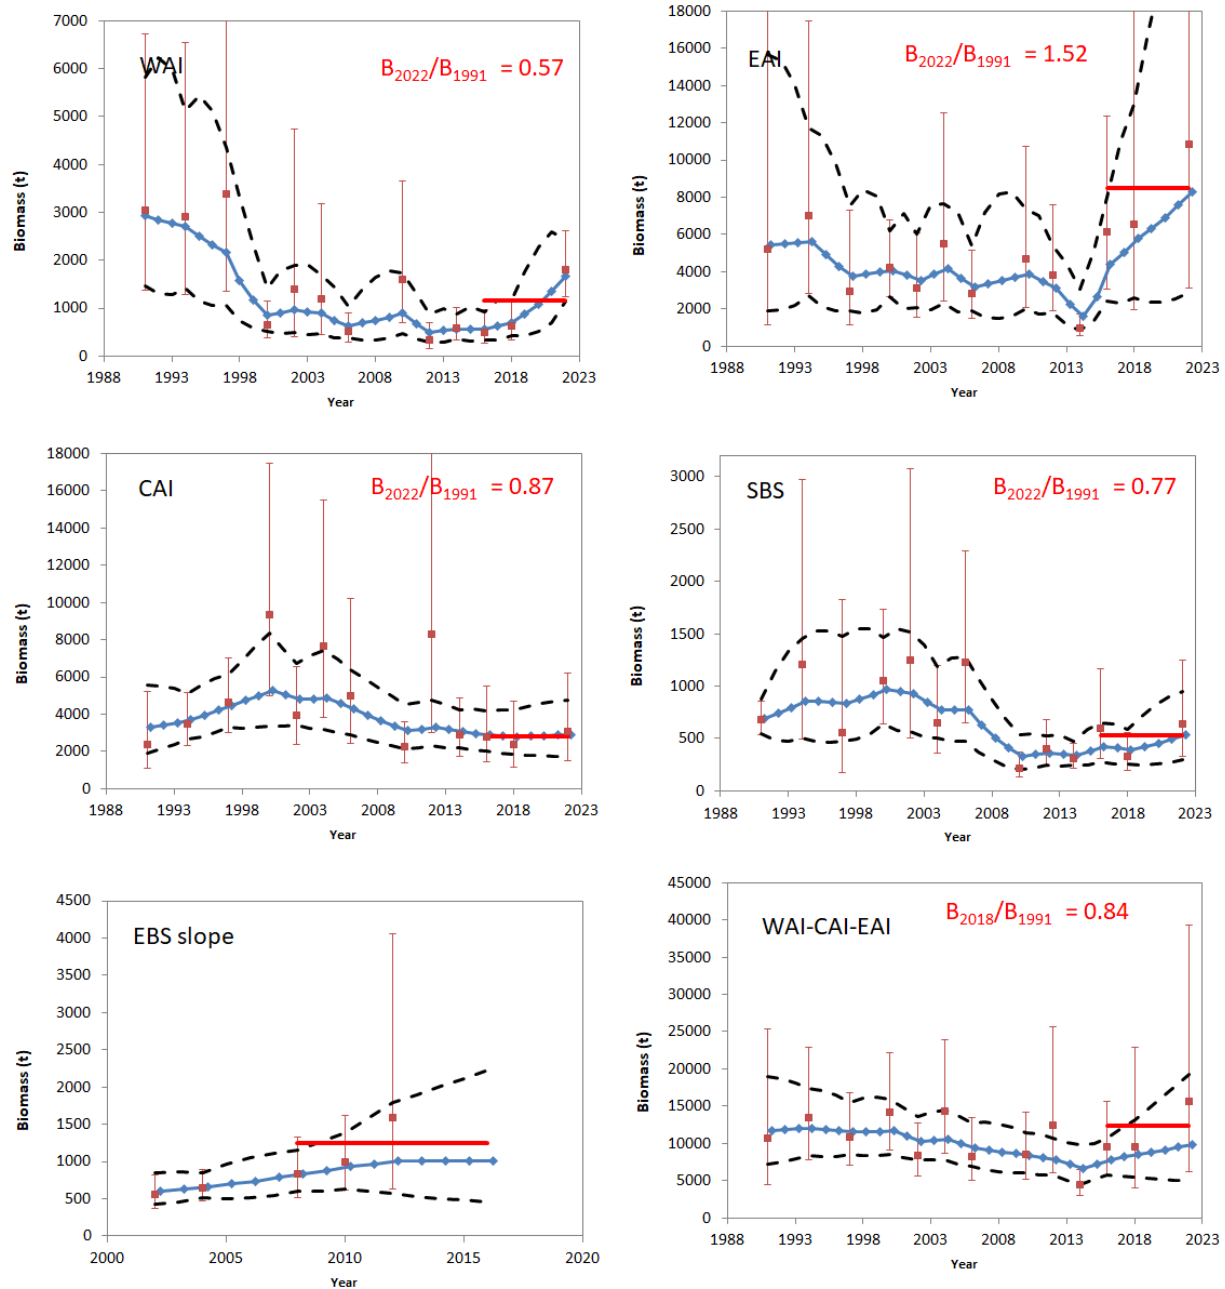 7000
6000
5000
4000
3000
2000
1000
0
Biomass (t)
WAI
B2022/B1991 = 0.57
1988 1993 1998 2003 2008 2013 2018 2023
Year
18000
16000
14000
12000
10000
8000
6000
4000
2000
0
Biomass (t)
EAI
B2022/B1991 = 1.52
1988 1993 1998 2003 2008 2013 2018 2023
Year
18000
16000
14000
12000
10000
8000
6000
4000
2000
0
Biomass (t)
CAI
B2022/B1991 = 0.87
1988 1993 1998 2003 2008 2013 2018 2023
Year
3000
2500
2000
1500
1000
500
0
Biomass (t)
SBS
B2022/B1991 = 0.77
1988 1993 1998 2003 2008 2013 2018 2023
Year
4500
4000
3500
3000
2500
2000
1500
1000
500
0
Biomass (t)
EBS slope
2000 2005 2010 2015 2020
Year
45000
40000
35000
30000
25000
20000
15000
10000
5000
0
Biomass (t)
WAI-CAI-EAI
B2018/B1991 = 0.84
1988 1993 1998 2003 2008 2013 2018 2023
Year